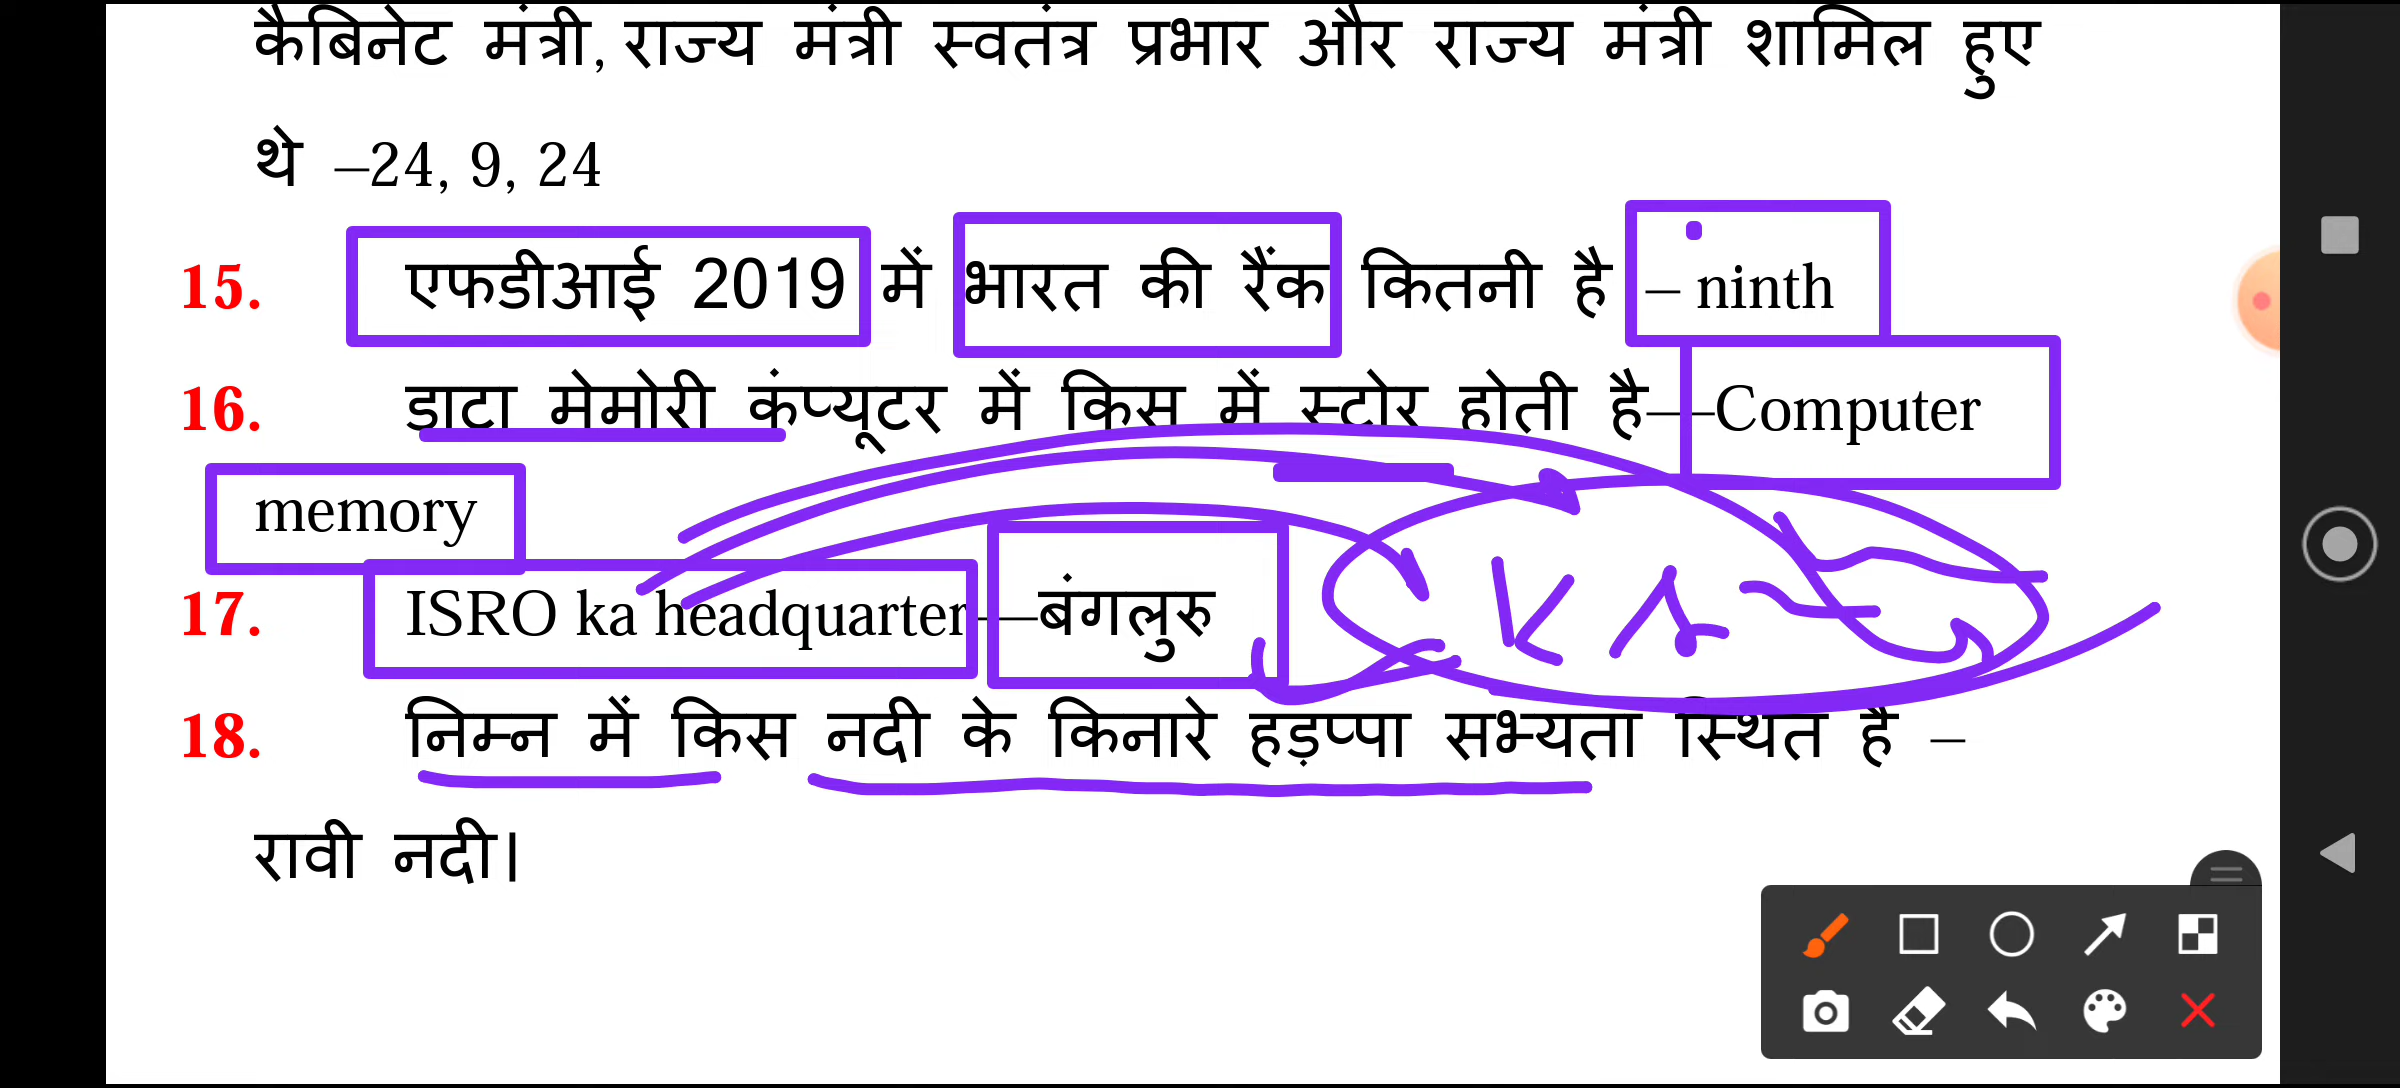 कैबिनेट मंत्री, राज्य मंत्री स्वतंत्र प्रभार और राज्य मंत्री शामिल हुए
थे –24, 9, 24
15. एफडीआई 2019 में भारत की रैंक कितनी है – ninth
16. डाटा मेमोरी कंप्यूटर में किस में स्टोर होती है—Computer
memory
17. ISRO ka headquarter—बंगलुरु
18. निम्न में किस नदी के किनारे हड़प्पा सभ्यता स्थित है –
रावी नदी।